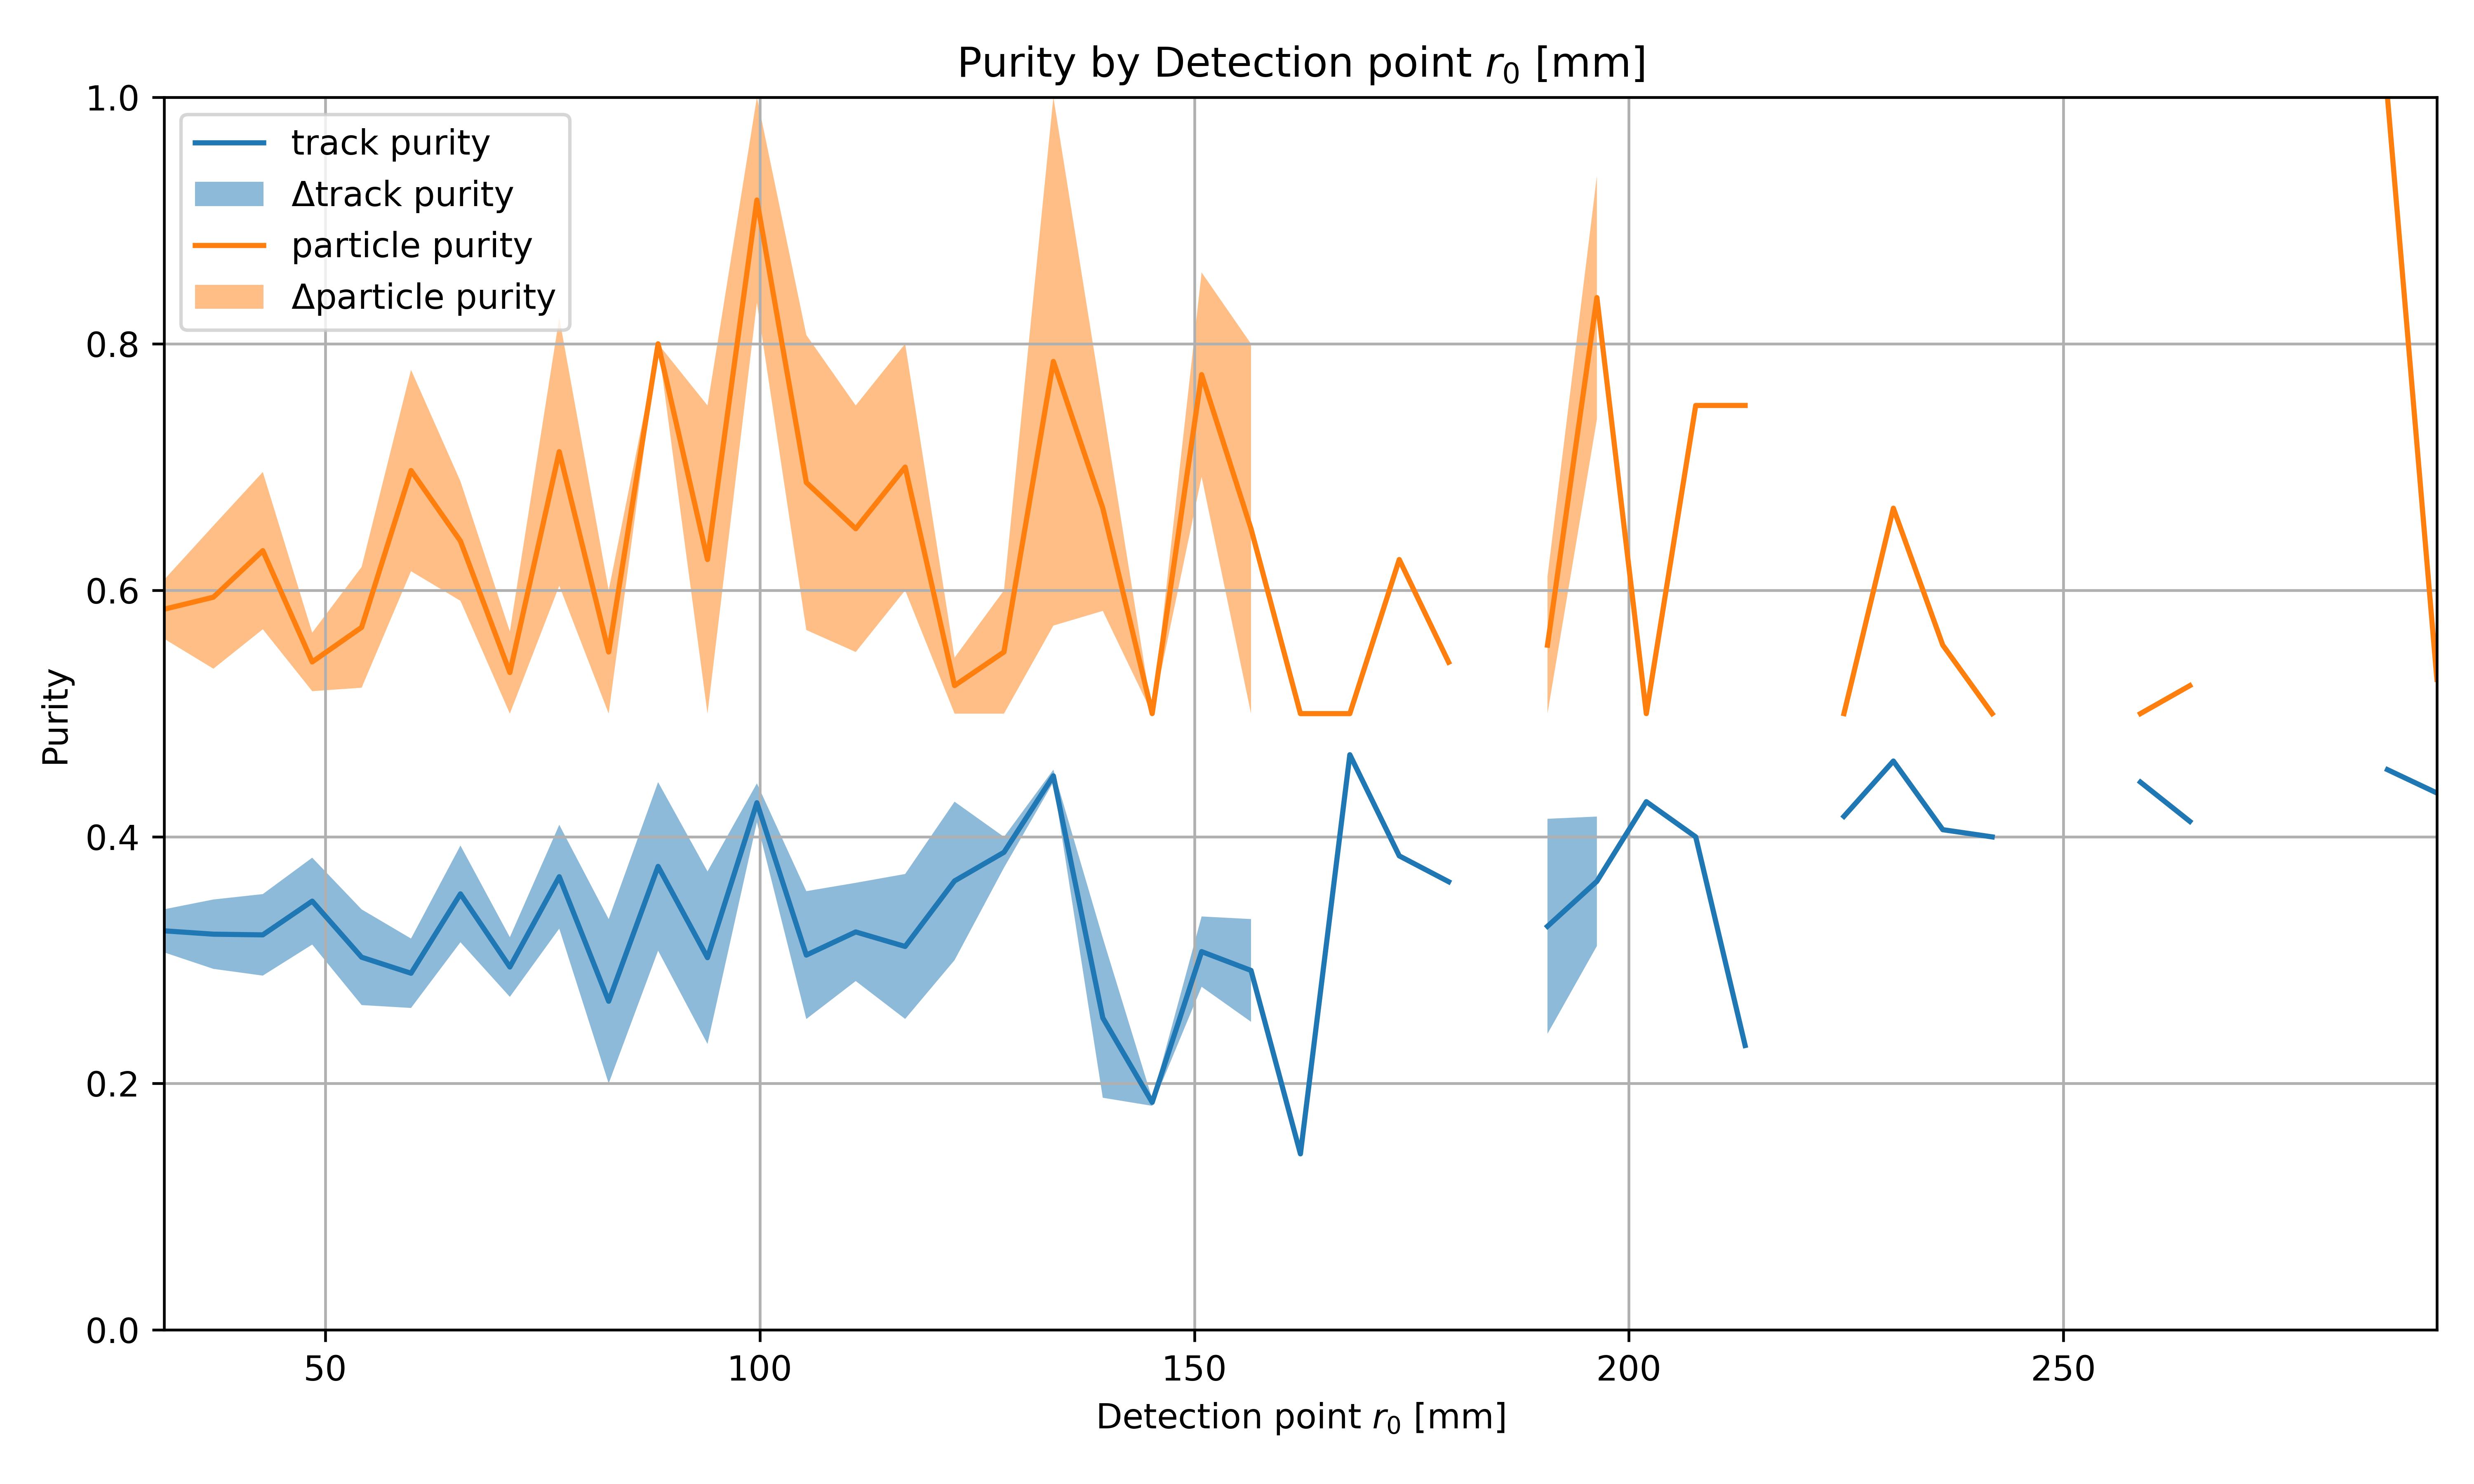 Purity by Detection point r₀ [mm]
1.0
0.8
0.6
0.4
0.2
0.0
Purity
track purity
Δtrack purity
particle purity
Δparticle purity
50 100 150 200 250
Detection point r₀ [mm]